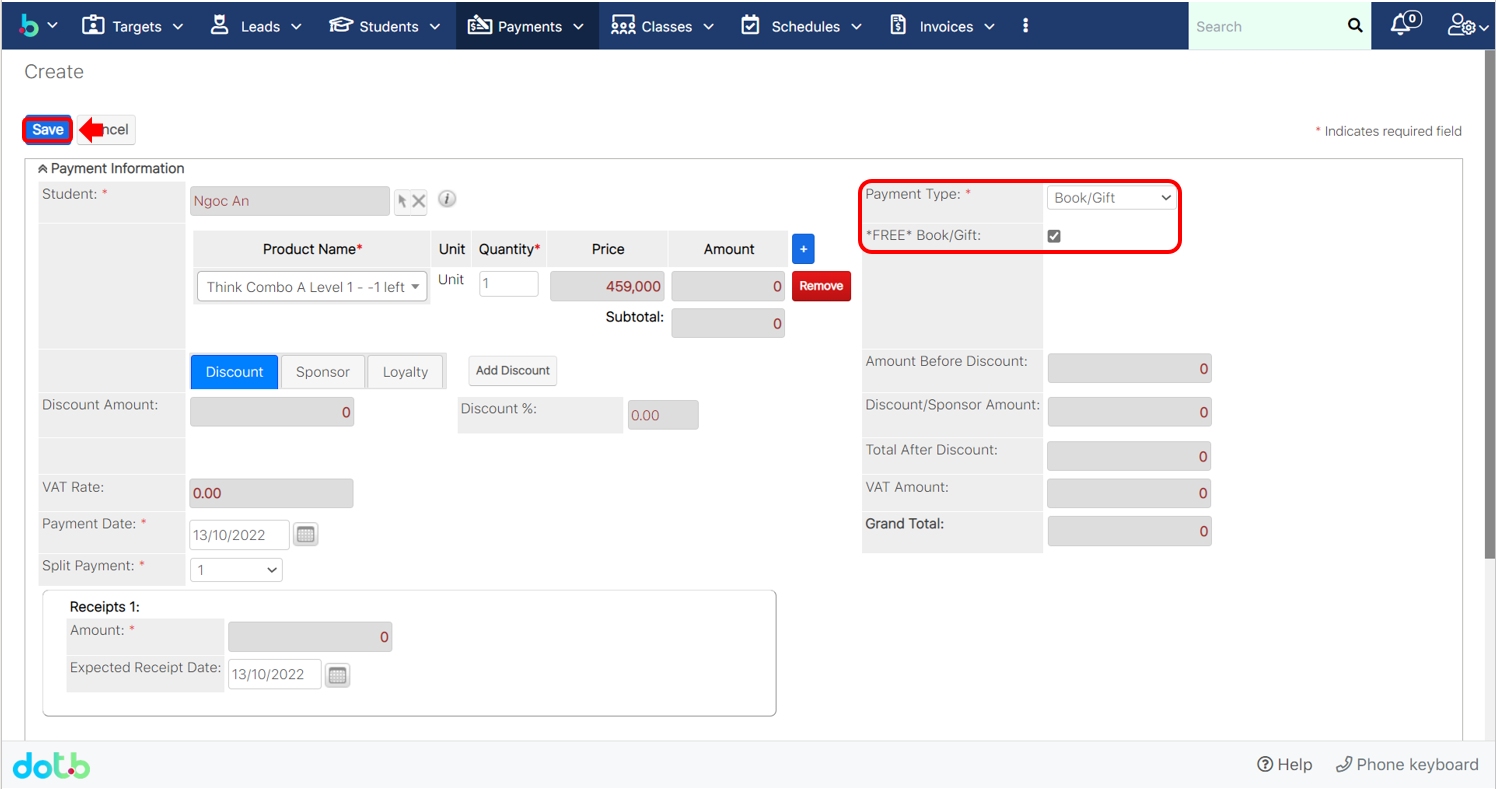 Targets Leads Students Payments Classes Schedules Invoices Search 0
Create
Save ncel
* Indicates required field
Payment Information
Student: * Ngoc An i
Payment Type: * Book/Gift
*FREE* Book/Gift:
Product Name* Unit Quantity* Price Amount +
Think Combo A Level 1 - -1 left Unit 1 459,000 0 Remove
Subtotal: 0
Discount Sponsor Loyalty Add Discount
Amount Before Discount: 0
Discount Amount: 0 Discount %: 0.00
Discount/Sponsor Amount: 0
Total After Discount: 0
VAT Rate: 0.00
VAT Amount: 0
Payment Date: * 13/10/2022
Grand Total: 0
Split Payment: * 1
Receipts 1:
Amount: * 0
Expected Receipt Date: 13/10/2022
dot.b Help Phone keyboard